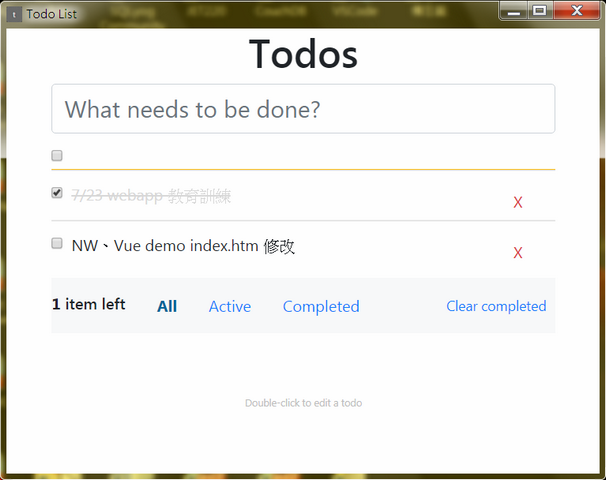 t Todo List
Todos
What needs to be done?
7/23 webapp 教育訓練 X
NW、Vue demo index.htm 修改 X
1 item left All Active Completed Clear completed
Double-click to edit a todo